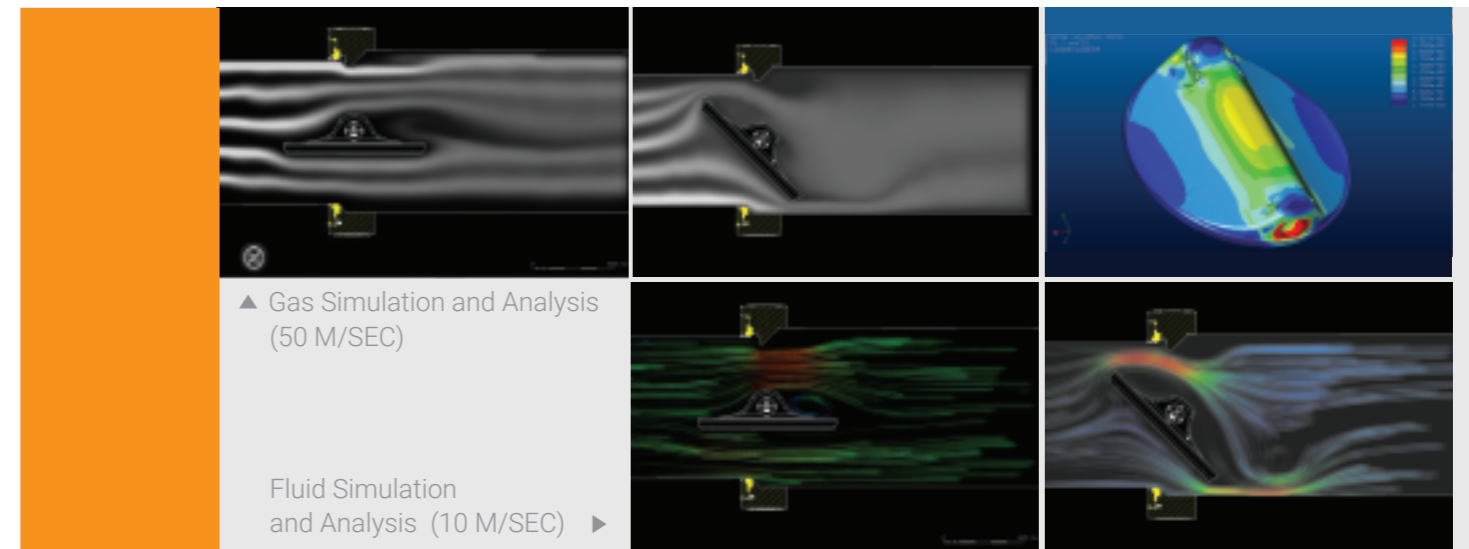 ▲ Gas Simulation and Analysis
(50 M/SEC)
Fluid Simulation
and Analysis (10 M/SEC) ▶